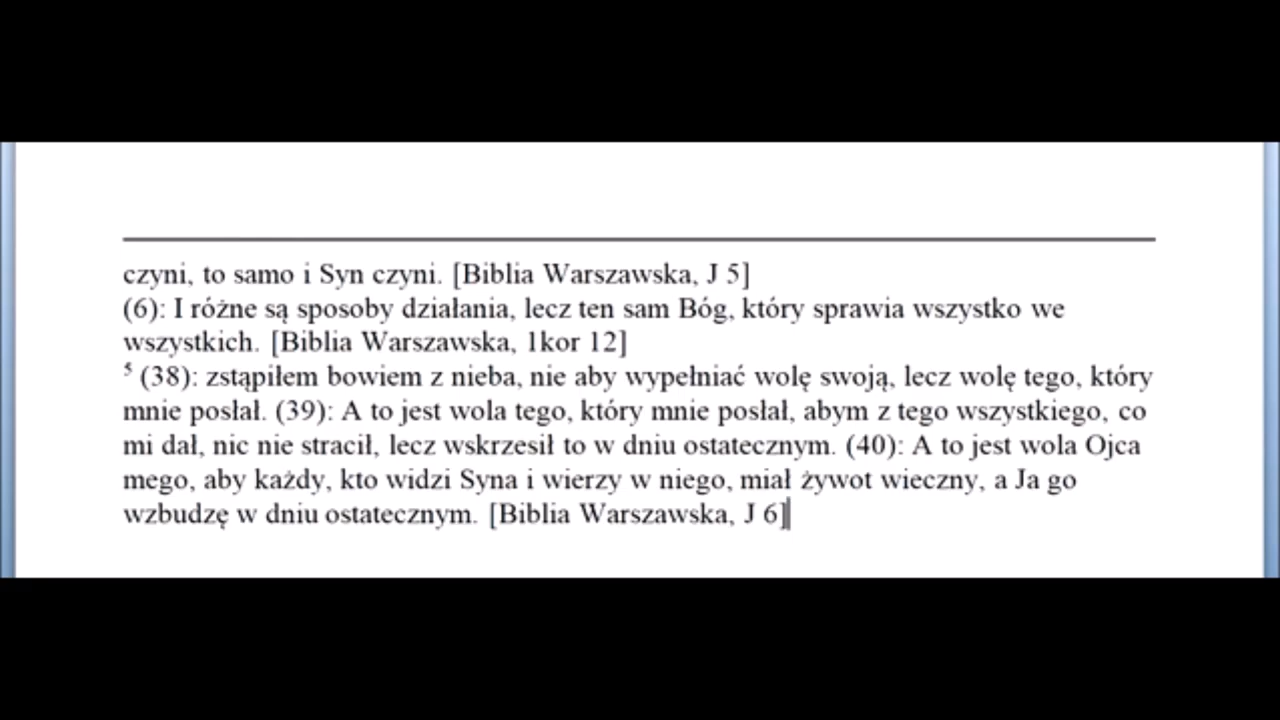 czyni, to samo i Syn czyni. [Biblia Warszawska, J 5]
(6): I różne są sposoby działania, lecz ten sam Bóg, który sprawia wszystko we
wszystkich. [Biblia Warszawska, 1kor 12]
⁵ (38): zstąpiłem bowiem z nieba, nie aby wypełniać wolę swoją, lecz wolę tego, który
mnie posłał. (39): A to jest wola tego, który mnie posłał, abym z tego wszystkiego, co
mi dał, nic nie stracił, lecz wskrzesił to w dniu ostatecznym. (40): A to jest wola Ojca
mego, aby każdy, kto widzi Syna i wierzy w niego, miał żywot wieczny, a Ja go
wzbudzę w dniu ostatecznym. [Biblia Warszawska, J 6]